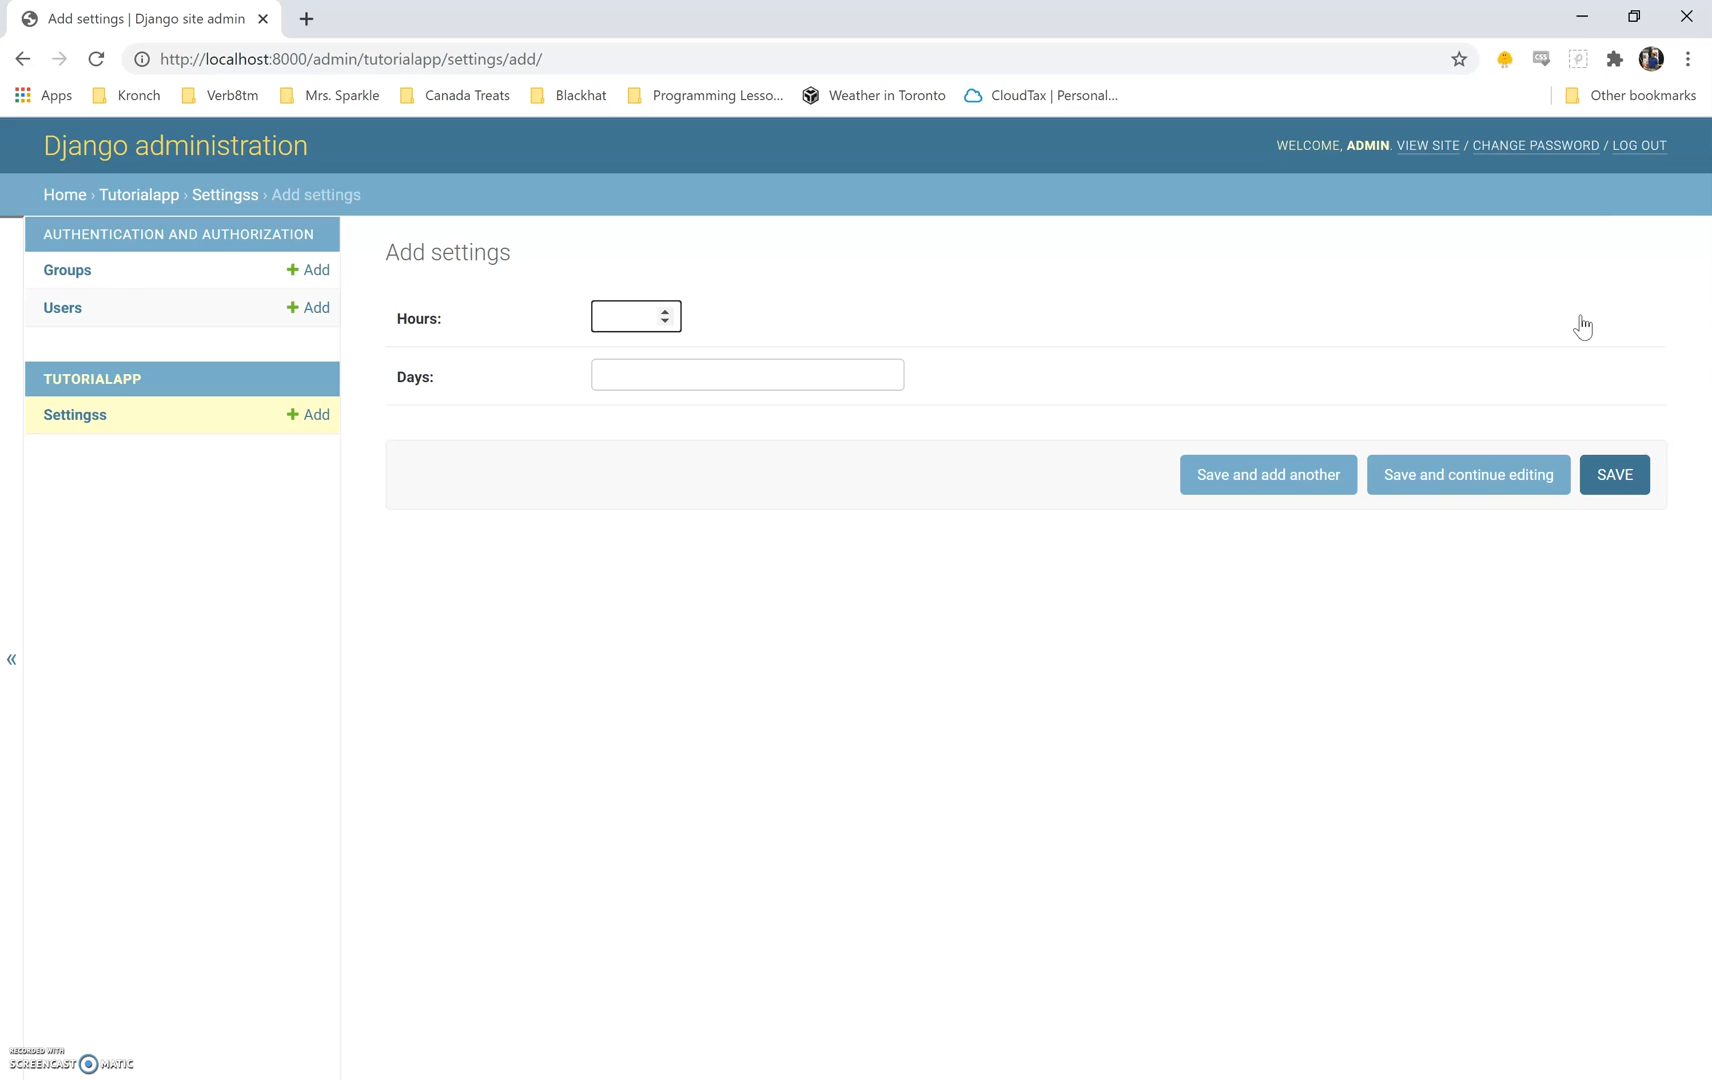 Add settings | Django site admin
http://localhost:8000/admin/tutorialapp/settings/add/
Apps Kronch Verb8tm Mrs. Sparkle Canada Treats Blackhat Programming Lesso... Weather in Toronto CloudTax | Personal... Other bookmarks
Django administration
WELCOME, ADMIN. VIEW SITE / CHANGE PASSWORD / LOG OUT
Home › Tutorialapp › Settingss › Add settings
AUTHENTICATION AND AUTHORIZATION
Groups + Add
Users + Add
TUTORIALAPP
Settingss + Add
Add settings
Hours:
Days:
Save and add another Save and continue editing SAVE
«
RECORDED WITH
SCREENCAST MATIC